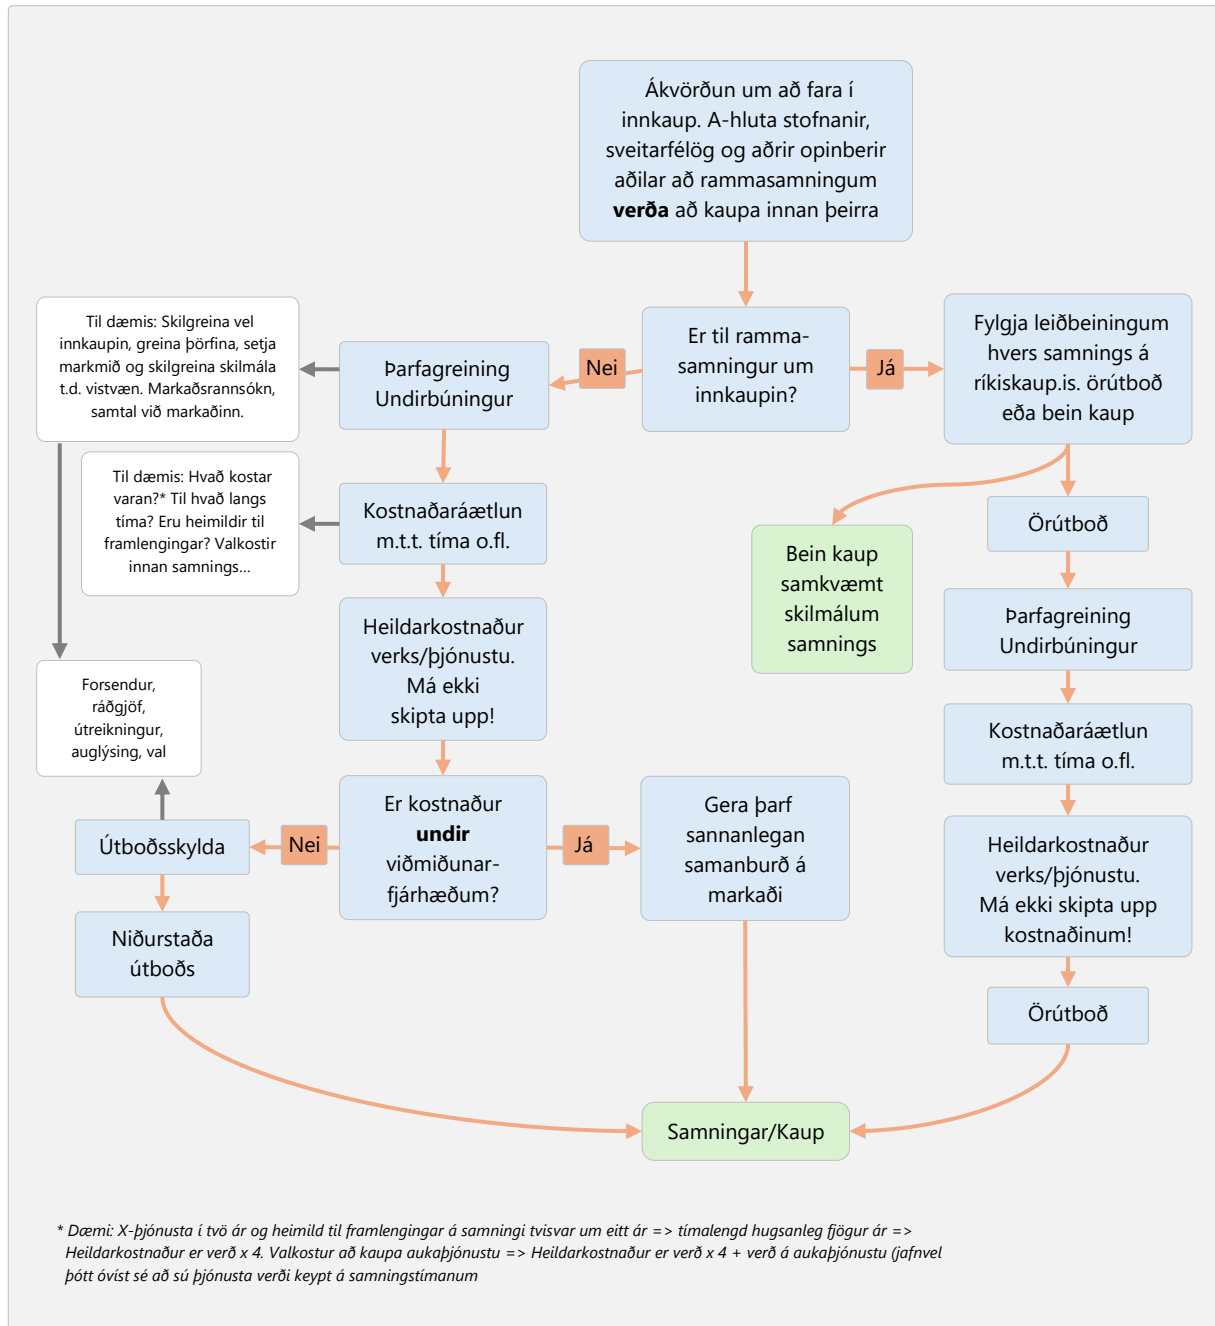 Ákvörðun um að fara í
innkaup. A-hluta stofnanir,
sveitarfélög og aðrir opinberir
aðilar að rammasamningum
verða að kaupa innan þeirra
Til dæmis: Skilgreina vel
innkaupin, greina þörfina, setja
markmið og skilgreina skilmála
t.d. vistvæn. Markaðsrannsókn,
samtal við markaðinn.
Þarfagreining
Undirbúningur
Nei
Er til ramma-
samningur um
innkaupin?
Já
Fylgja leiðbeiningum
hvers samnings á
ríkiskaup.is. örútboð
eða bein kaup
Til dæmis: Hvað kostar
varan?* Til hvað langs
tíma? Eru heimildir til
framlengingar? Valkostir
innan samnings...
Kostnaðaráætlun
m.t.t. tíma o.fl.
Bein kaup
samkvæmt
skilmálum
samnings
Örútboð
Þarfagreining
Undirbúningur
Heildarkostnaður
verks/þjónustu.
Má ekki
skipta upp!
Forsendur,
ráðgjöf,
útreikningur,
auglýsing, val
Kostnaðaráætlun
m.t.t. tíma o.fl.
Útboðsskylda
Nei
Er kostnaður
undir
viðmiðunar-
fjárhæðum?
Já
Gera þarf
sannanlegan
samanburð á
markaði
Heildarkostnaður
verks/þjónustu.
Má ekki skipta upp
kostnaðinum!
Niðurstaða
útboðs
Örútboð
Samningar/Kaup
* Dæmi: X-þjónusta í tvö ár og heimild til framlengingar á samningi tvisvar um eitt ár => tímalengd hugsanleg fjögur ár =>
Heildarkostnaður er verð x 4. Valkostur að kaupa aukaþjónustu => Heildarkostnaður er verð x 4 + verð á aukaþjónustu (jafnvel
þótt óvíst sé að sú þjónusta verði keypt á samningstímanum